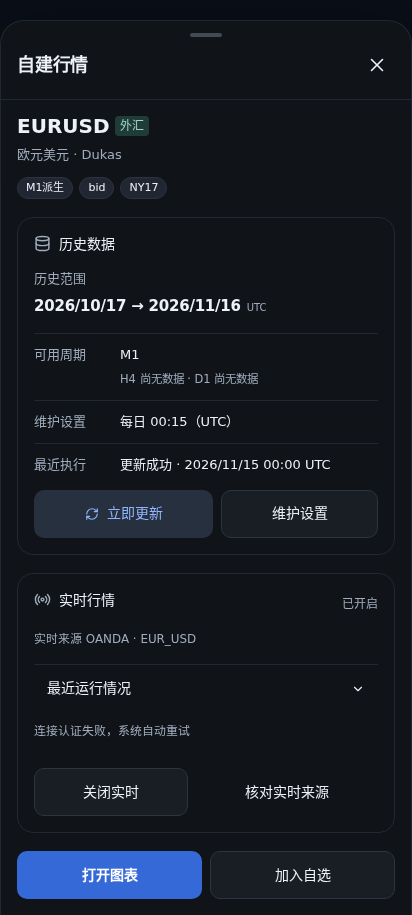 自建行情
EURUSD 外汇
欧元美元 · Dukas
M1派生 bid NY17
历史数据
历史范围
2026/10/17 → 2026/11/16 UTC
可用周期 M1
H4 尚无数据 · D1 尚无数据
维护设置 每日 00:15（UTC）
最近执行 更新成功 · 2026/11/15 00:00 UTC
立即更新 维护设置
实时行情 已开启
实时来源 OANDA · EUR_USD
最近运行情况
连接认证失败，系统自动重试
关闭实时 核对实时来源
打开图表 加入自选